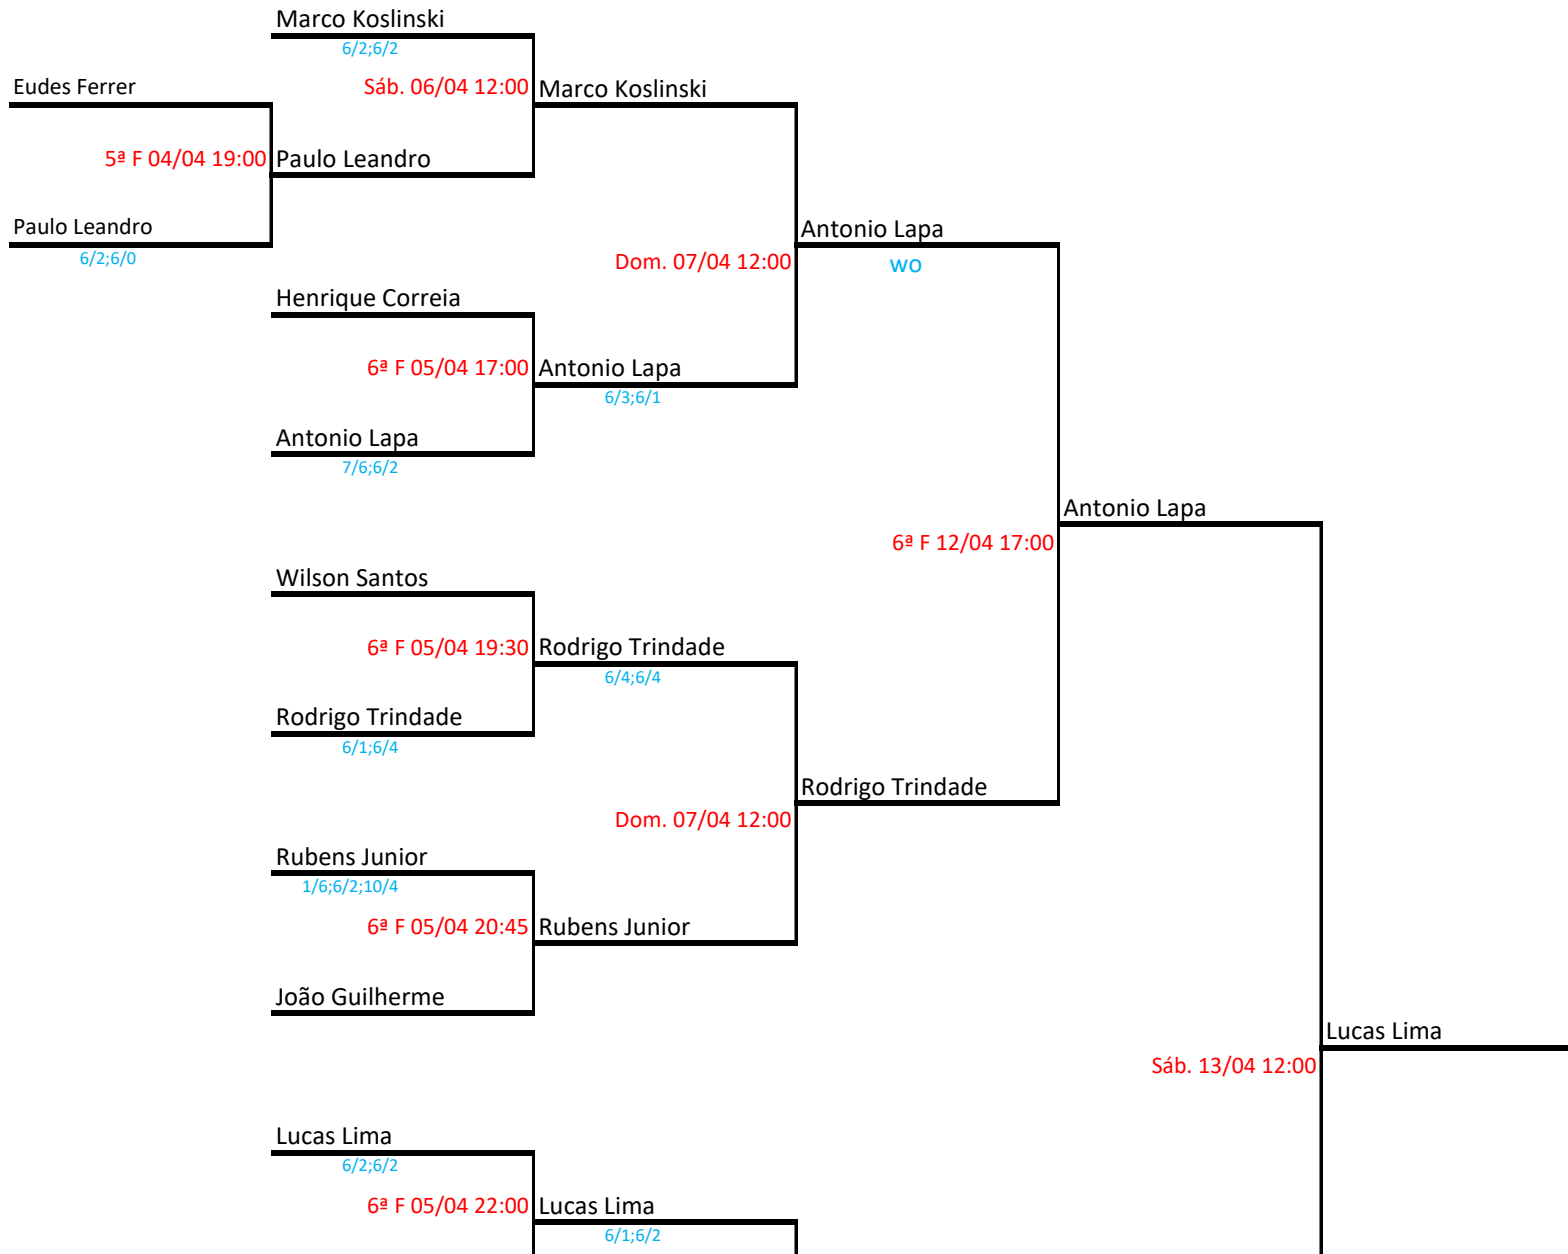 Marco Koslinski
6/2;6/2
Eudes Ferrer
Sáb. 06/04 12:00
Marco Koslinski
5ª F 04/04 19:00
Paulo Leandro
Paulo Leandro
6/2;6/0
Antonio Lapa
wo
Dom. 07/04 12:00
Henrique Correia
6ª F 05/04 17:00
Antonio Lapa
6/3;6/1
Antonio Lapa
7/6;6/2
Antonio Lapa
6ª F 12/04 17:00
Wilson Santos
6ª F 05/04 19:30
Rodrigo Trindade
6/4;6/4
Rodrigo Trindade
6/1;6/4
Rodrigo Trindade
Dom. 07/04 12:00
Rubens Junior
1/6;6/2;10/4
6ª F 05/04 20:45
Rubens Junior
João Guilherme
Lucas Lima
Sáb. 13/04 12:00
Lucas Lima
6/2;6/2
6ª F 05/04 22:00
Lucas Lima
6/1;6/2